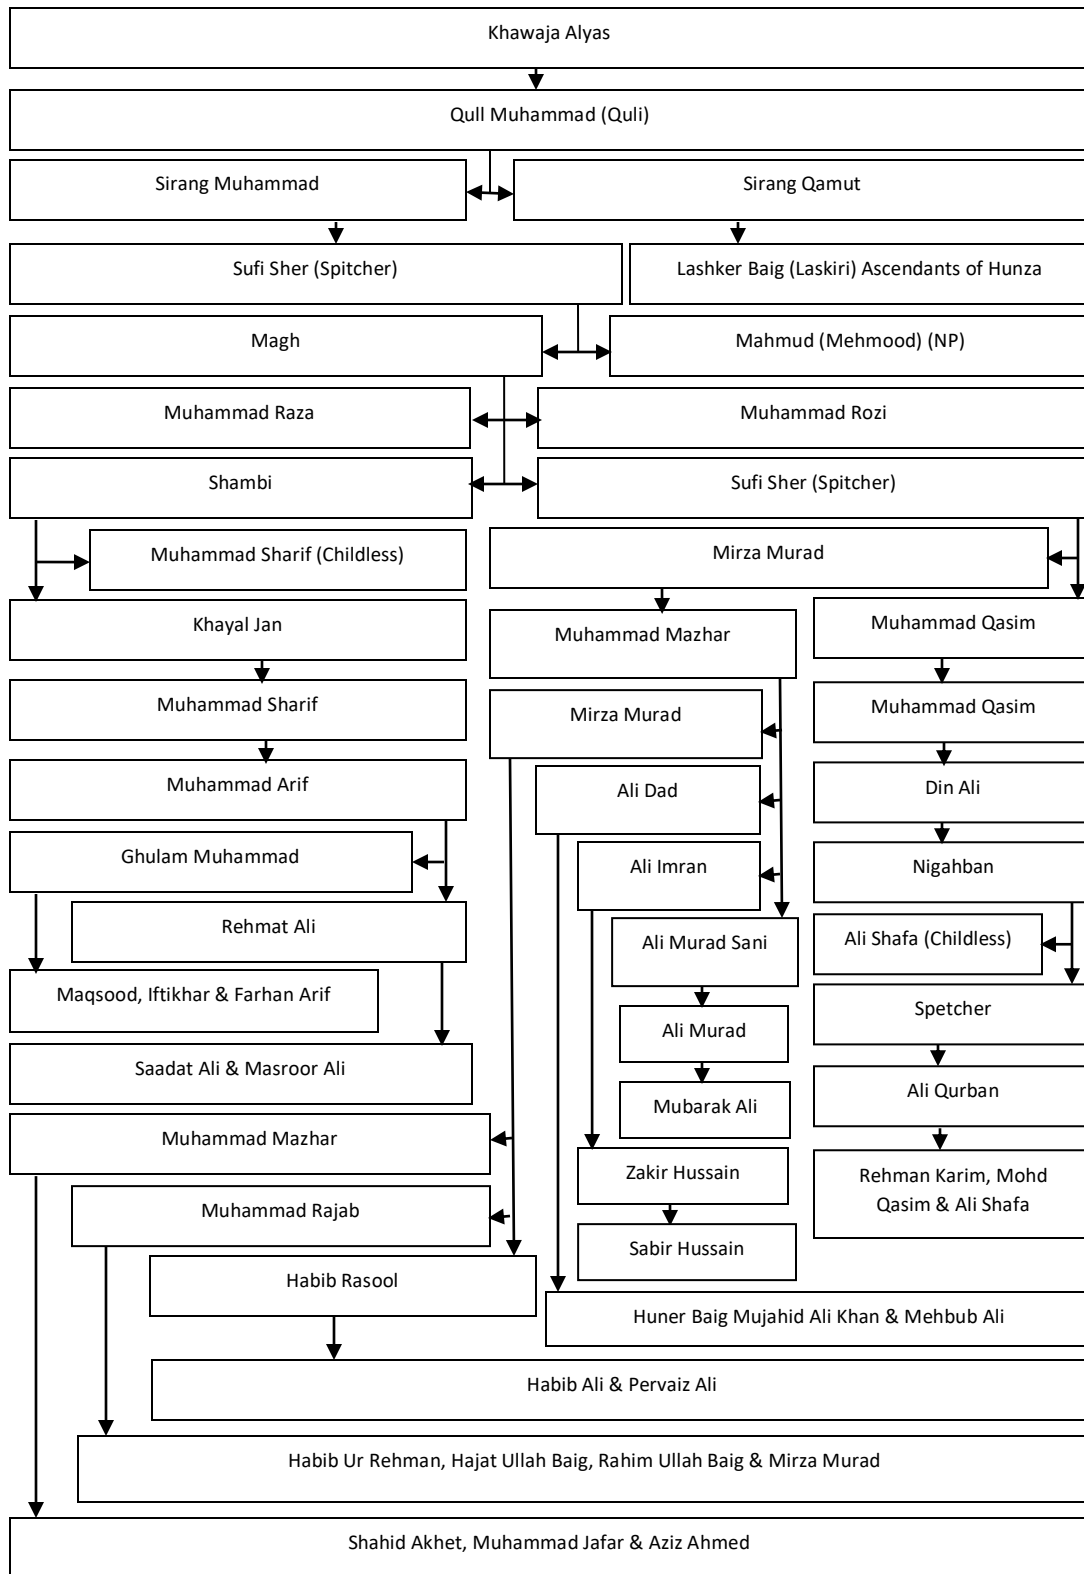 Khawaja Alyas
Qull Muhammad (Quli)
Sirang Muhammad
Sirang Qamut
Sufi Sher (Spitcher)
Lashker Baig (Laskiri) Ascendants of Hunza
Magh
Mahmud (Mehmood) (NP)
Muhammad Raza
Muhammad Rozi
Shambi
Sufi Sher (Spitcher)
Muhammad Sharif (Childless)
Mirza Murad
Khayal Jan
Muhammad Mazhar
Muhammad Qasim
Muhammad Sharif
Mirza Murad
Muhammad Qasim
Muhammad Arif
Ali Dad
Din Ali
Ghulam Muhammad
Ali Imran
Nigahban
Rehmat Ali
Ali Murad Sani
Ali Shafa (Childless)
Maqsood, Iftikhar & Farhan Arif
Spetcher
Ali Murad
Saadat Ali & Masroor Ali
Mubarak Ali
Ali Qurban
Muhammad Mazhar
Zakir Hussain
Rehman Karim, Mohd
Qasim & Ali Shafa
Muhammad Rajab
Sabir Hussain
Habib Rasool
Huner Baig Mujahid Ali Khan & Mehbub Ali
Habib Ali & Pervaiz Ali
Habib Ur Rehman, Hajat Ullah Baig, Rahim Ullah Baig & Mirza Murad
Shahid Akhet, Muhammad Jafar & Aziz Ahmed